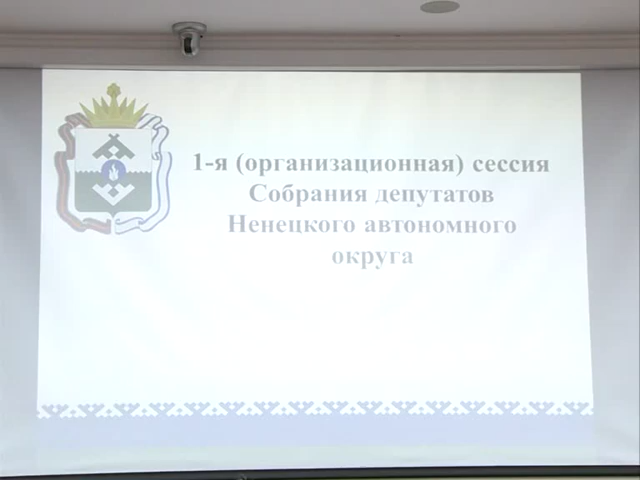 1-я (организационная) сессия
Собрания депутатов
Ненецкого автономного
округа